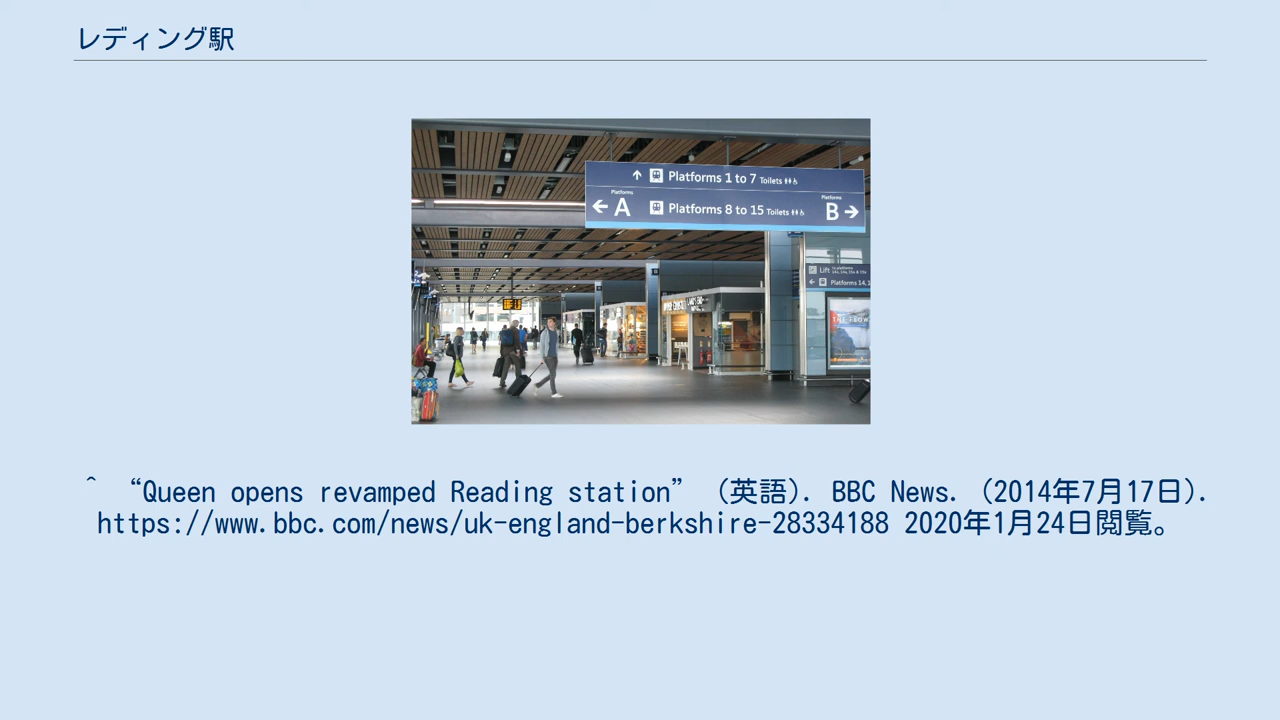 レディング駅
↑ Platforms 1 to 7 Toilets
Platforms
← A Platforms 8 to 15 Toilets
Platforms
B →
Lift
← Platforms 14, 1
^ “Queen opens revamped Reading station” (英語). BBC News. (2014年7月17日).
https://www.bbc.com/news/uk-england-berkshire-28334188 2020年1月24日閲覧。